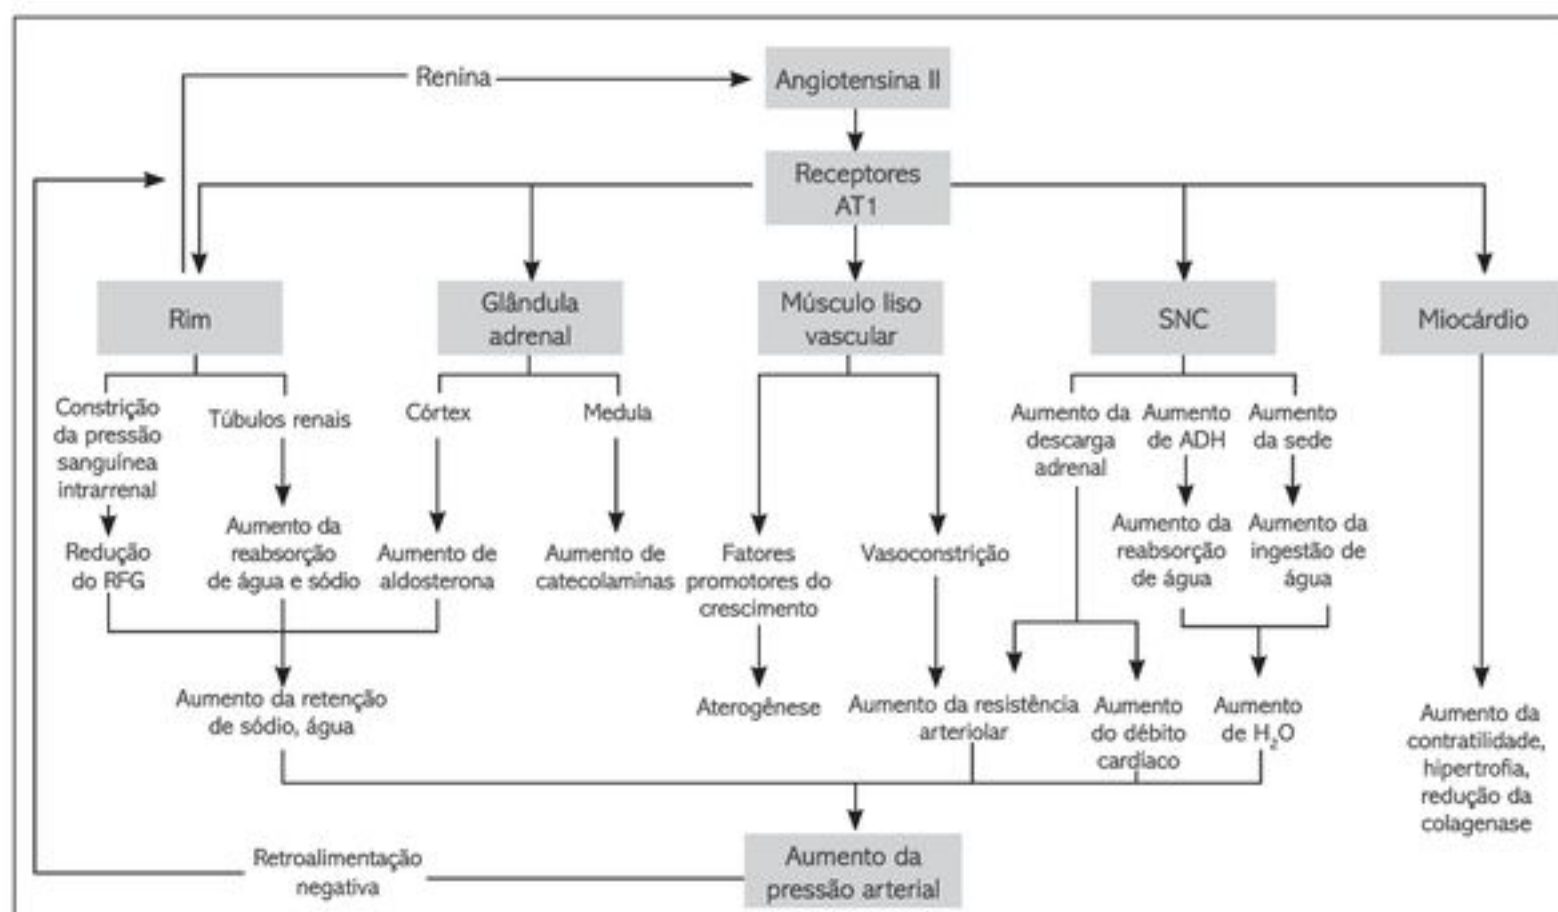 Renina
Angiotensina II
Receptores
AT1
Rim
Glândula
adrenal
Músculo liso
vascular
SNC
Miocárdio
Constrição
da pressão
sanguínea
intrarrenal
Túbulos renais
Córtex
Medula
Aumento da
descarga
adrenal
Aumento
de ADH
Aumento
da sede
Redução
do RFG
Aumento da
reabsorção
de água e sódio
Aumento de
aldosterona
Aumento de
catecolaminas
Fatores
promotores do
crescimento
Vasoconstrição
Aumento da
reabsorção
de água
Aumento da
ingestão de
água
Aumento da retenção
de sódio, água
Aterogênese
Aumento da resistência
arteriolar
Aumento
do débito
cardíaco
Aumento
de H₂O
Aumento da
contratilidade,
hipertrofia,
redução da
colagenase
Retroalimentação
negativa
Aumento da
pressão arterial